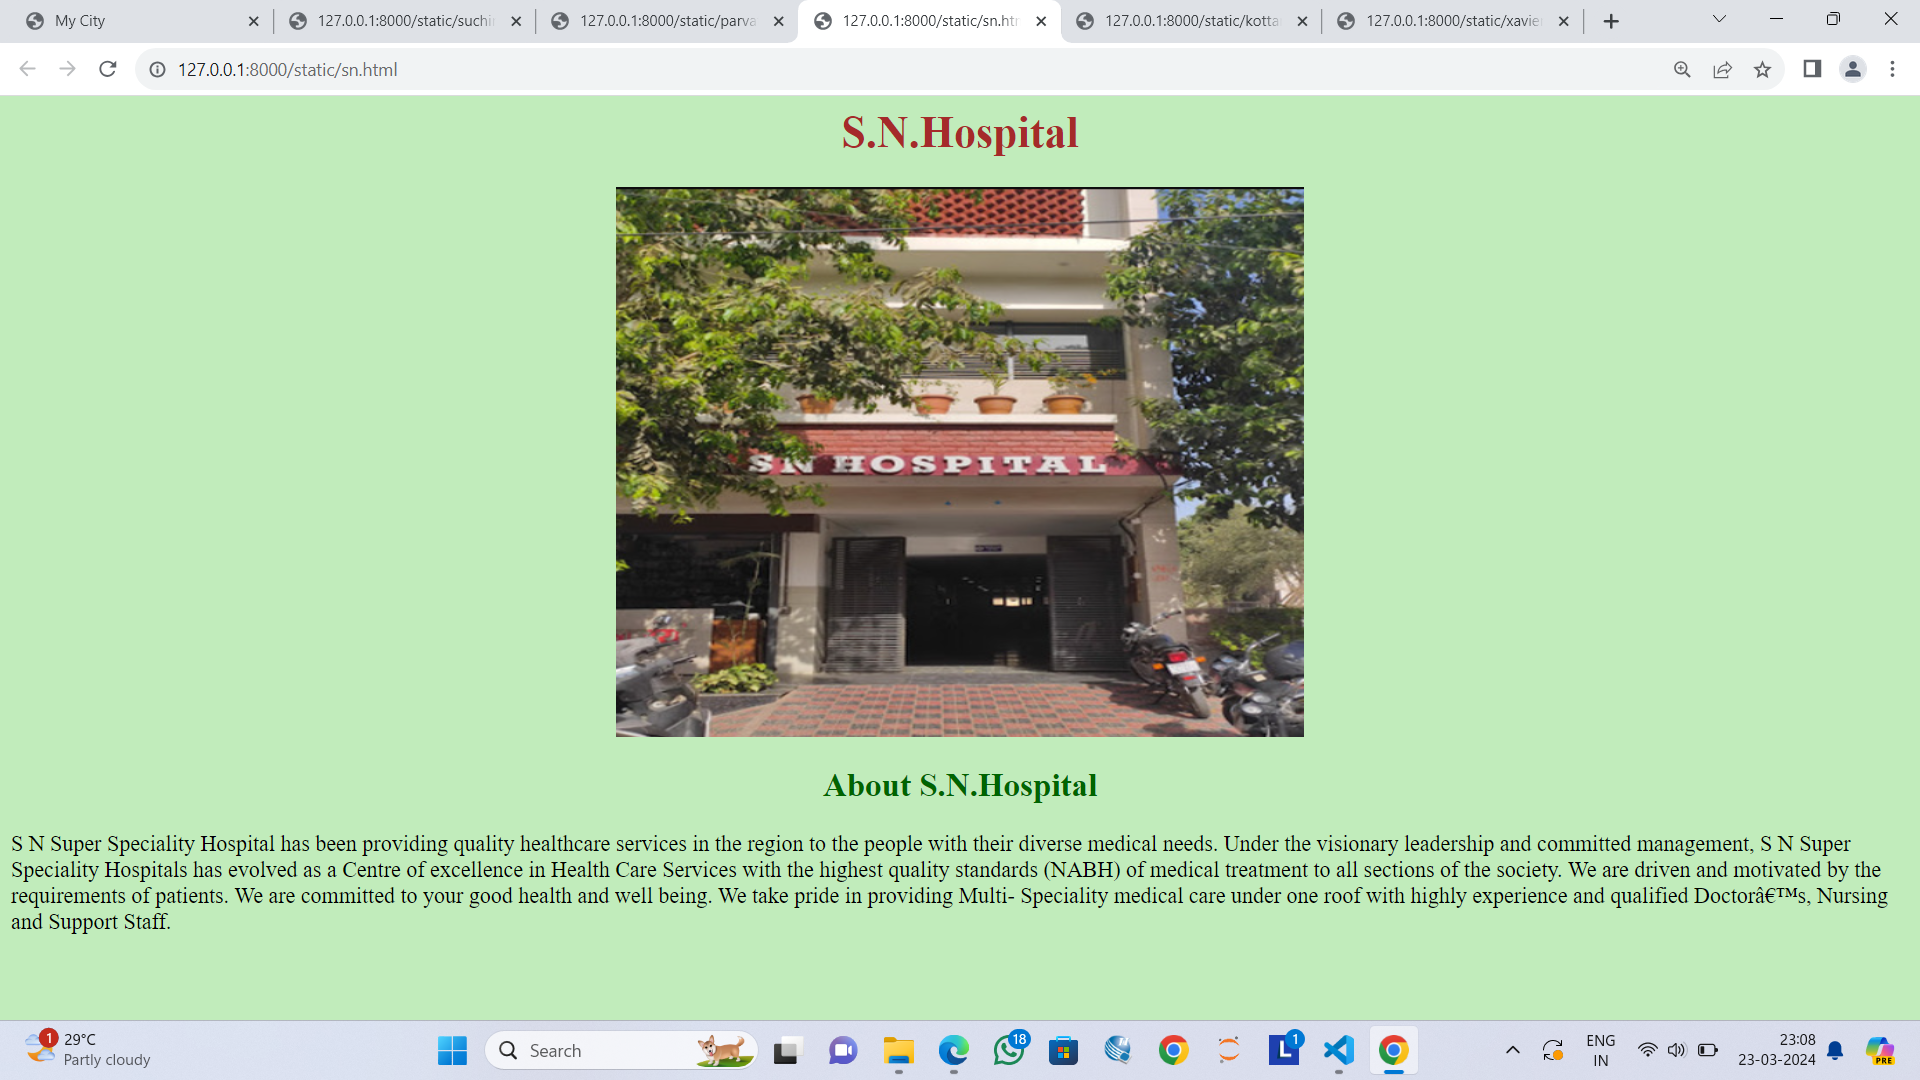 My City
127.0.0.1:8000/static/suchin
127.0.0.1:8000/static/parva
127.0.0.1:8000/static/sn.htm
127.0.0.1:8000/static/kotta
127.0.0.1:8000/static/xavie
127.0.0.1:8000/static/sn.html
S.N.Hospital
SN HOSPITAL
About S.N.Hospital
S N Super Speciality Hospital has been providing quality healthcare services in the region to the people with their diverse medical needs. Under the visionary leadership and committed management, S N Super
Speciality Hospitals has evolved as a Centre of excellence in Health Care Services with the highest quality standards (NABH) of medical treatment to all sections of the society. We are driven and motivated by the
requirements of patients. We are committed to your good health and well being. We take pride in providing Multi- Speciality medical care under one roof with highly experience and qualified Doctorâ€™s, Nursing
and Support Staff.
1
29°C
Partly cloudy
Search
18
L
1
ENG
IN
23:08
23-03-2024
PRE